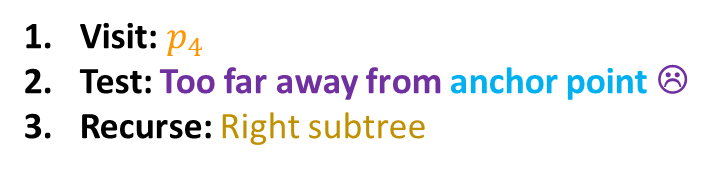 1. Visit: p₄
2. Test: Too far away from anchor point ☹
3. Recurse: Right subtree